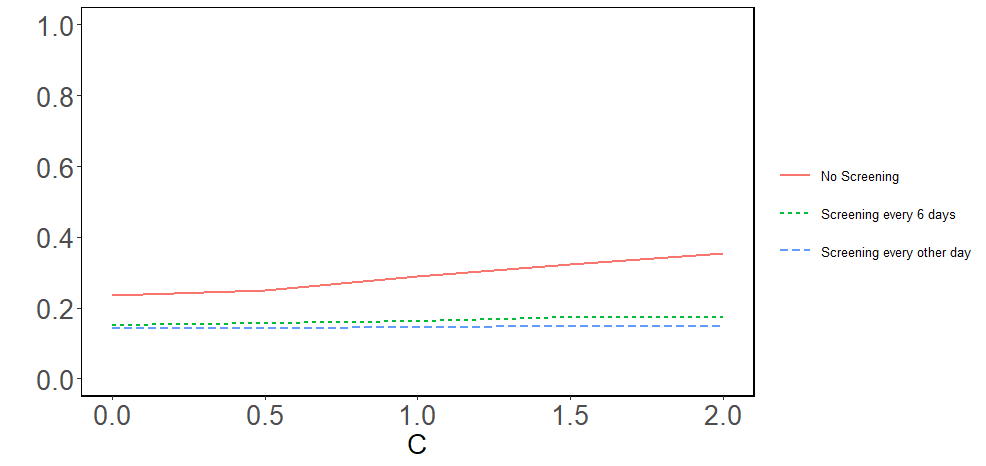 1.0
0.8
0.6
0.4
0.2
0.0
0.0 0.5 1.0 1.5 2.0
C
No Screening
Screening every 6 days
Screening every other day